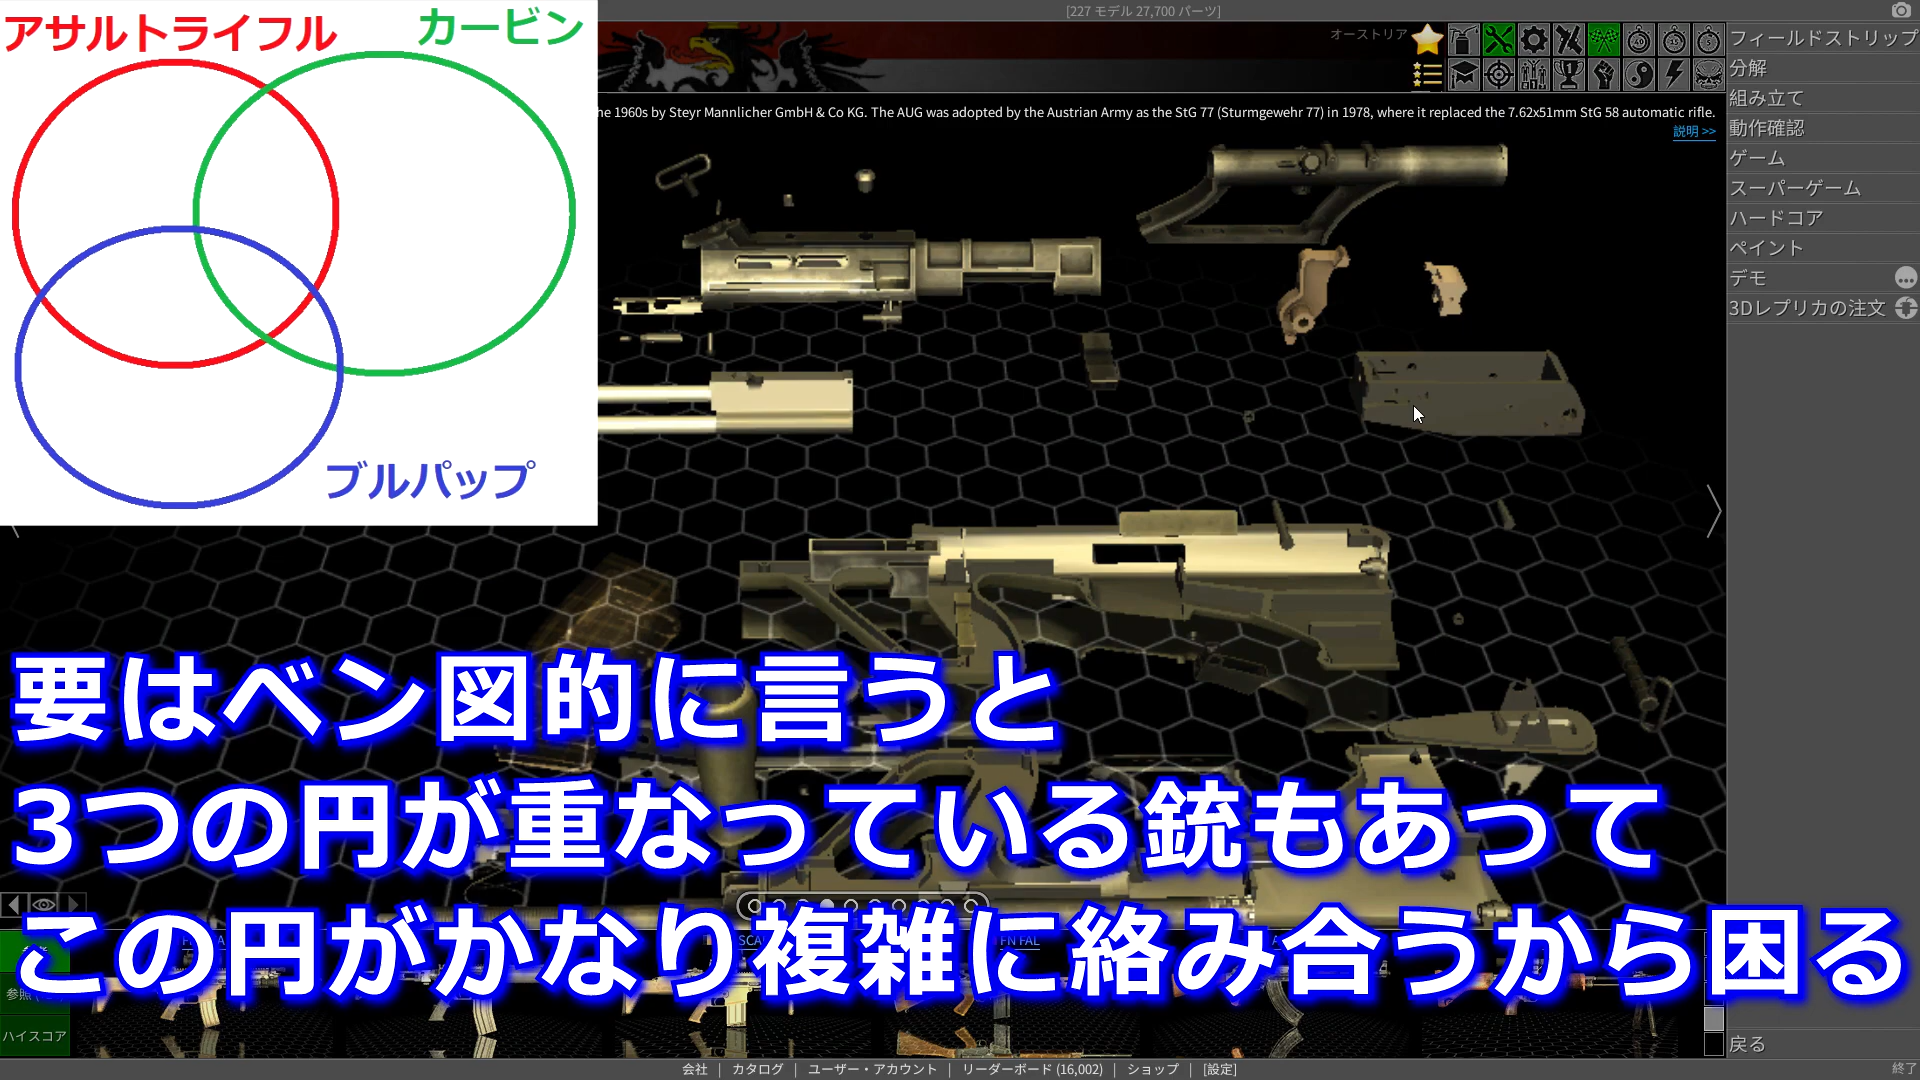 アサルトライフル
カービン
ブルパップ
[227 モデル 27,700 パーツ]
オーストリア
he 1960s by Steyr Mannlicher GmbH & Co KG. The AUG was adopted by the Austrian Army as the StG 77 (Sturmgewehr 77) in 1978, where it replaced the 7.62x51mm StG 58 automatic rifle.
説明 >>
フィールドストリップ
分解
組み立て
動作確認
ゲーム
スーパーゲーム
ハードコア
ペイント
デモ
3Dレプリカの注文
要はベン図的に言うと
3つの円が重なっている銃もあって
この円がかなり複雑に絡み合うから困る
FN FAL
ハイスコア
戻る
会社 | カタログ | ユーザー・アカウント | リーダーボード (16,002) | ショップ | [設定]
終了